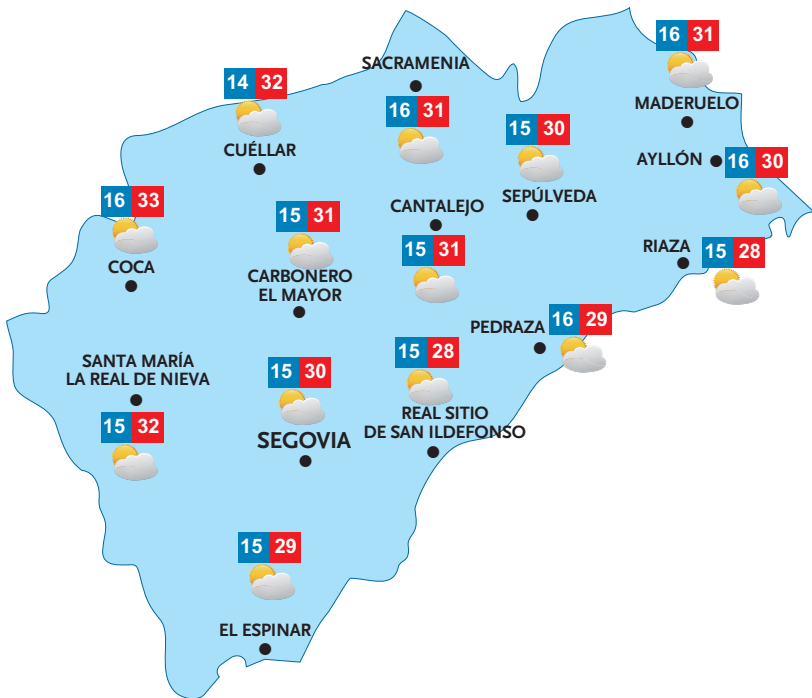 16 31
MADERUELO
SACRAMENIA
16 31
14 32
CUÉLLAR
15 30
SEPÚLVEDA
AYLLÓN
16 30
16 33
COCA
15 31
CARBONERO
EL MAYOR
CANTALEJO
15 31
RIAZA
15 28
PEDRAZA
16 29
SANTA MARÍA
LA REAL DE NIEVA
15 32
15 30
SEGOVIA
15 28
REAL SITIO
DE SAN ILDEFONSO
15 29
EL ESPINAR